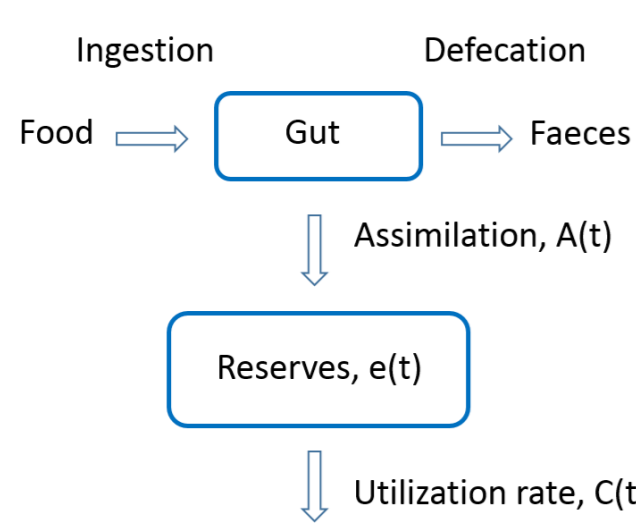 Ingestion
Defecation
Food
Gut
Faeces
Assimilation, A(t)
Reserves, e(t)
Utilization rate, C(t